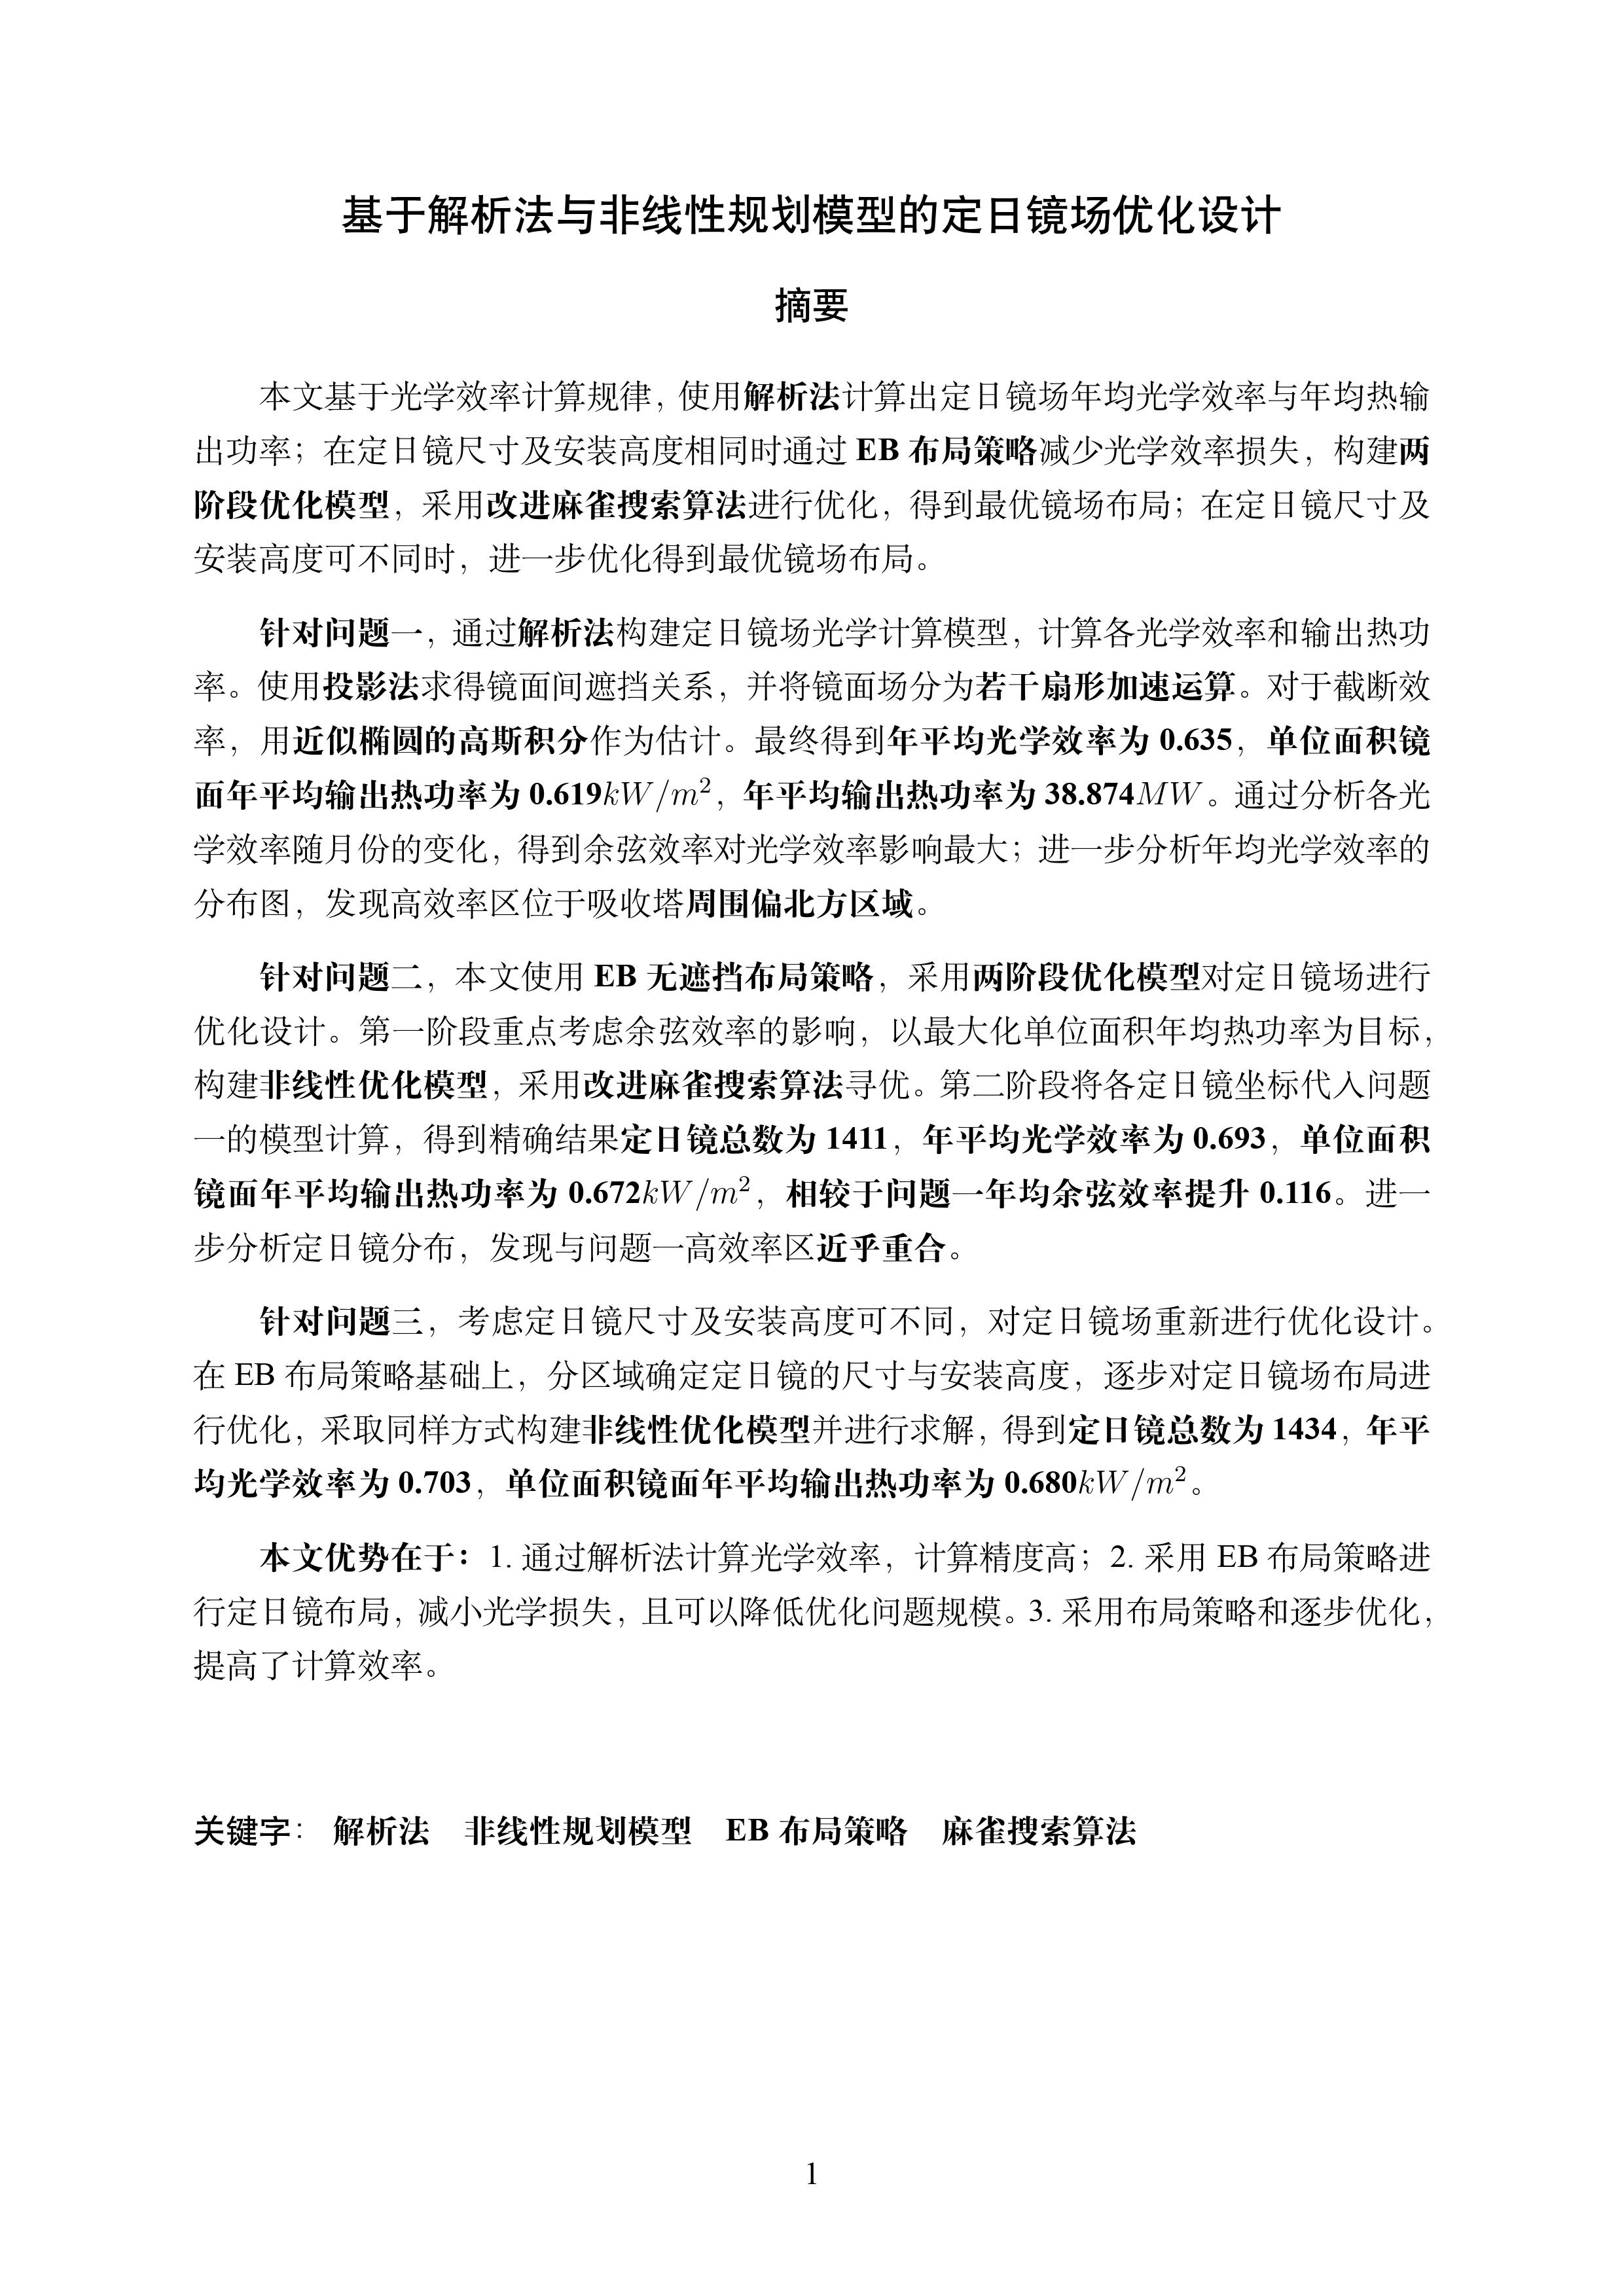 基于解析法与非线性规划模型的定日镜场优化设计
摘要
本文基于光学效率计算规律，使用解析法计算出定日镜场年均光学效率与年均热输
出功率；在定日镜尺寸及安装高度相同时通过 EB 布局策略减少光学效率损失，构建两
阶段优化模型，采用改进麻雀搜索算法进行优化，得到最优镜场布局；在定日镜尺寸及
安装高度可不同时，进一步优化得到最优镜场布局。
针对问题一，通过解析法构建定日镜场光学计算模型，计算各光学效率和输出热功
率。使用投影法求得镜面间遮挡关系，并将镜面场分为若干扇形加速运算。对于截断效
率，用近似椭圆的高斯积分作为估计。最终得到年平均光学效率为 0.635，单位面积镜
面年平均输出热功率为 0.619kW/m²，年平均输出热功率为 38.874MW。通过分析各光
学效率随月份的变化，得到余弦效率对光学效率影响最大；进一步分析年均光学效率的
分布图，发现高效率区位于吸收塔周围偏北方区域。
针对问题二，本文使用 EB 无遮挡布局策略，采用两阶段优化模型对定日镜场进行
优化设计。第一阶段重点考虑余弦效率的影响，以最大化单位面积年均热功率为目标，
构建非线性优化模型，采用改进麻雀搜索算法寻优。第二阶段将各定日镜坐标代入问题
一的模型计算，得到精确结果定日镜总数为 1411，年平均光学效率为 0.693，单位面积
镜面年平均输出热功率为 0.672kW/m²，相较于问题一年均余弦效率提升 0.116。进一
步分析定日镜分布，发现与问题一高效率区近乎重合。
针对问题三，考虑定日镜尺寸及安装高度可不同，对定日镜场重新进行优化设计。
在 EB 布局策略基础上，分区域确定定日镜的尺寸与安装高度，逐步对定日镜场布局进
行优化，采取同样方式构建非线性优化模型并进行求解，得到定日镜总数为 1434，年平
均光学效率为 0.703，单位面积镜面年平均输出热功率为 0.680kW/m²。
本文优势在于：1. 通过解析法计算光学效率，计算精度高；2. 采用 EB 布局策略进
行定日镜布局，减小光学损失，且可以降低优化问题规模。3. 采用布局策略和逐步优化，
提高了计算效率。
关键字： 解析法 非线性规划模型 EB 布局策略 麻雀搜索算法
1